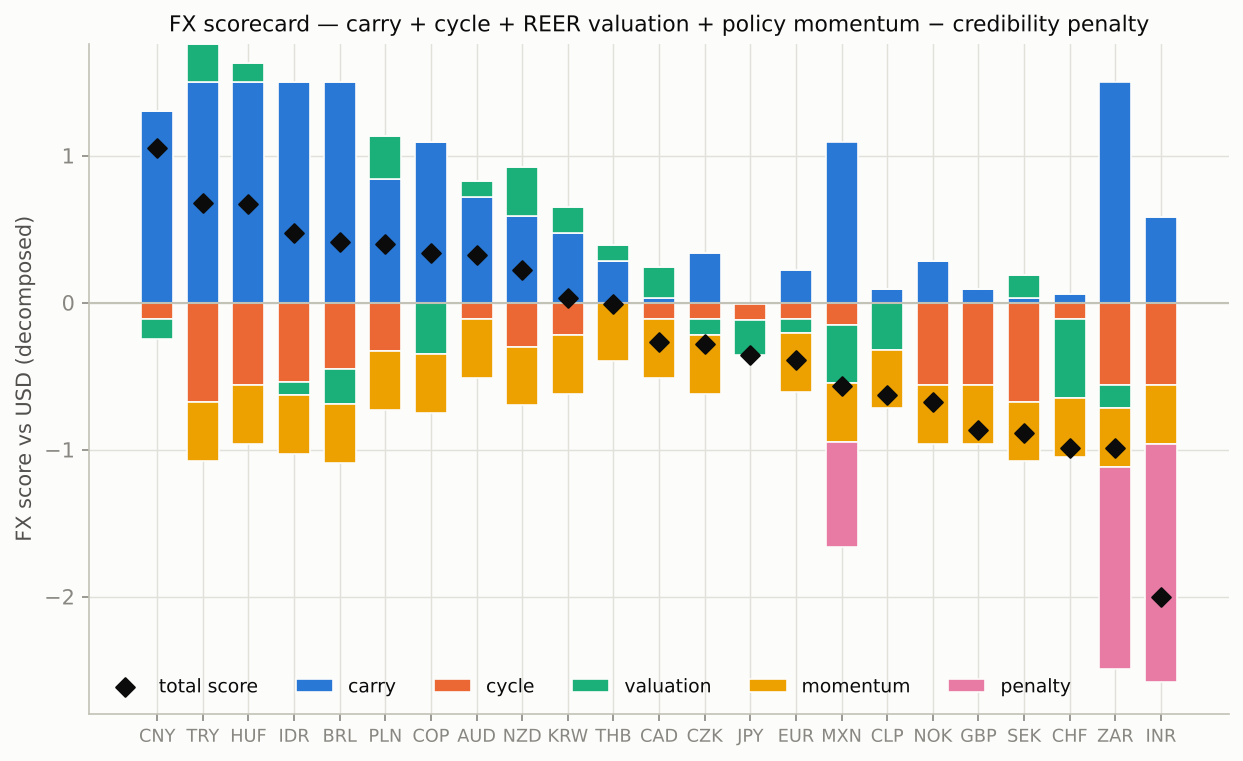 FX scorecard — carry + cycle + REER valuation + policy momentum − credibility penalty
FX score vs USD (decomposed)
1
0
−1
−2
total score
carry
cycle
valuation
momentum
penalty
CNY TRY HUF IDR BRL PLN COP AUD NZD KRW THB CAD CZK JPY EUR MXN CLP NOK GBP SEK CHF ZAR INR